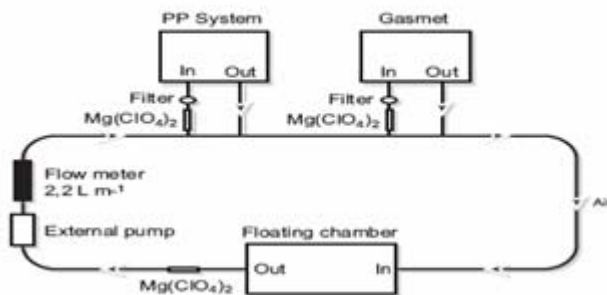 PP System
Gasmet
In Out
In Out
Filter
Filter
Mg(ClO4)2
Mg(ClO4)2
Flow meter
2,2 L m-1
Ai
External pump
Floating chamber
Out In
Mg(ClO4)2